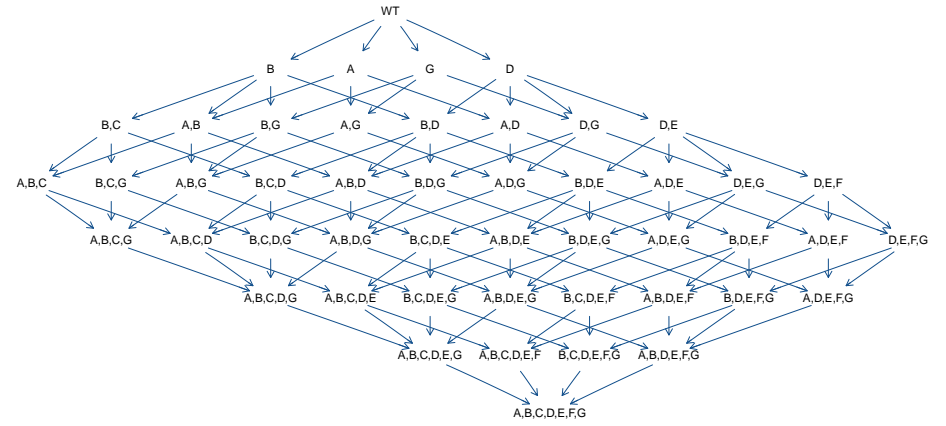 WT
B A G D
B,C A,B B,G A,G B,D A,D D,G D,E
A,B,C B,C,G A,B,G B,C,D A,B,D B,D,G A,D,G B,D,E A,D,E D,E,G D,E,F
A,B,C,G A,B,C,D B,C,D,G A,B,D,G B,C,D,E A,B,D,E B,D,E,G A,D,E,G B,D,E,F A,D,E,F D,E,F,G
A,B,C,D,G A,B,C,D,E B,C,D,E,G A,B,D,E,G B,C,D,E,F A,B,D,E,F B,D,E,F,G A,D,E,F,G
A,B,C,D,E,G A,B,C,D,E,F B,C,D,E,F,G A,B,D,E,F,G
A,B,C,D,E,F,G